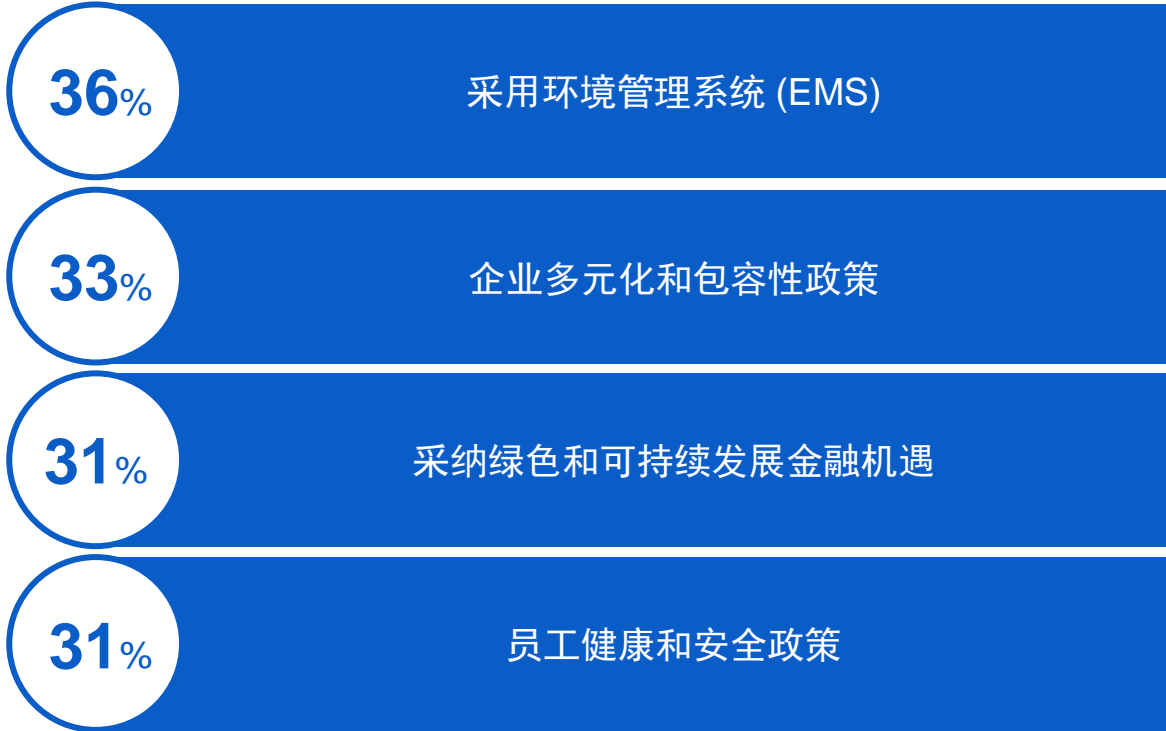 36%
采用环境管理系统 (EMS)
33%
企业多元化和包容性政策
31%
采纳绿色和可持续发展金融机遇
31%
员工健康和安全政策